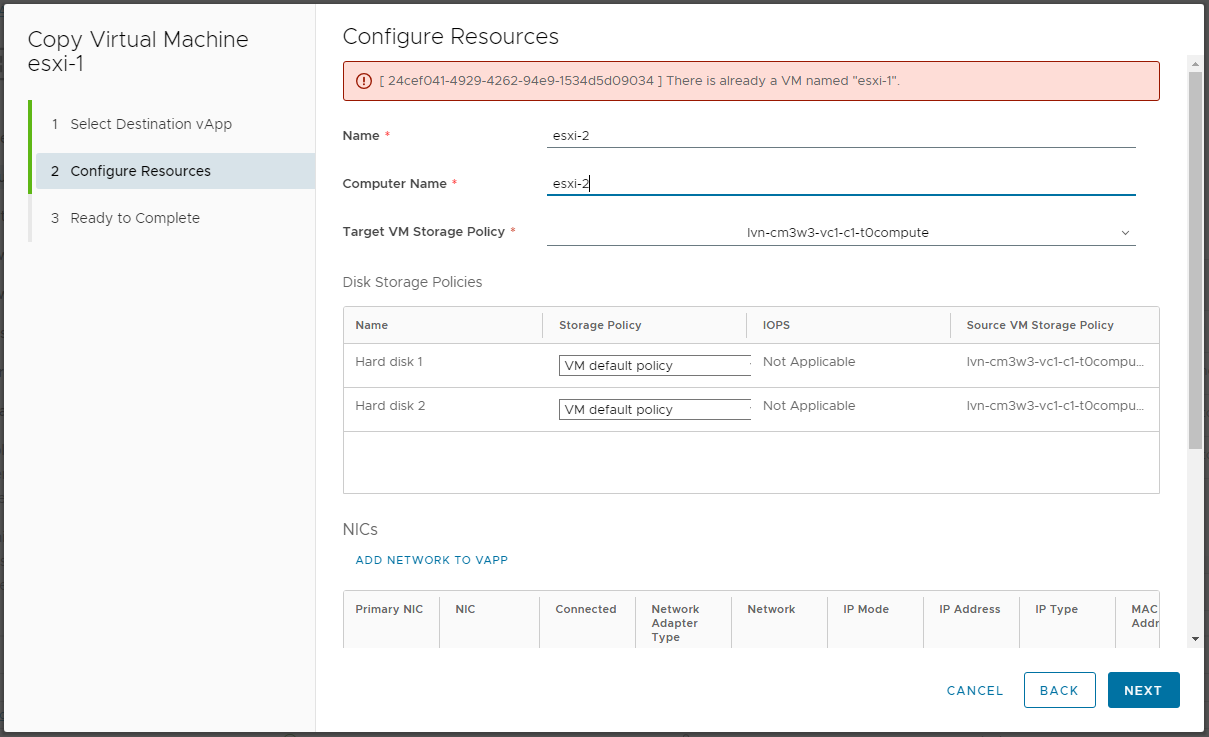 Copy Virtual Machine
esxi-1
1 Select Destination vApp
2 Configure Resources
3 Ready to Complete
Configure Resources
[ 24cef041-4929-4262-94e9-1534d5d09034 ] There is already a VM named "esxi-1".
Name * esxi-2
Computer Name * esxi-2
Target VM Storage Policy * lvn-cm3w3-vc1-c1-t0compute
Disk Storage Policies
Name Storage Policy IOPS Source VM Storage Policy
Hard disk 1 VM default policy Not Applicable lvn-cm3w3-vc1-c1-t0compu...
Hard disk 2 VM default policy Not Applicable lvn-cm3w3-vc1-c1-t0compu...
NICs
ADD NETWORK TO VAPP
Primary NIC NIC Connected Network Adapter Type Network IP Mode IP Address IP Type MAC Addr
CANCEL BACK NEXT